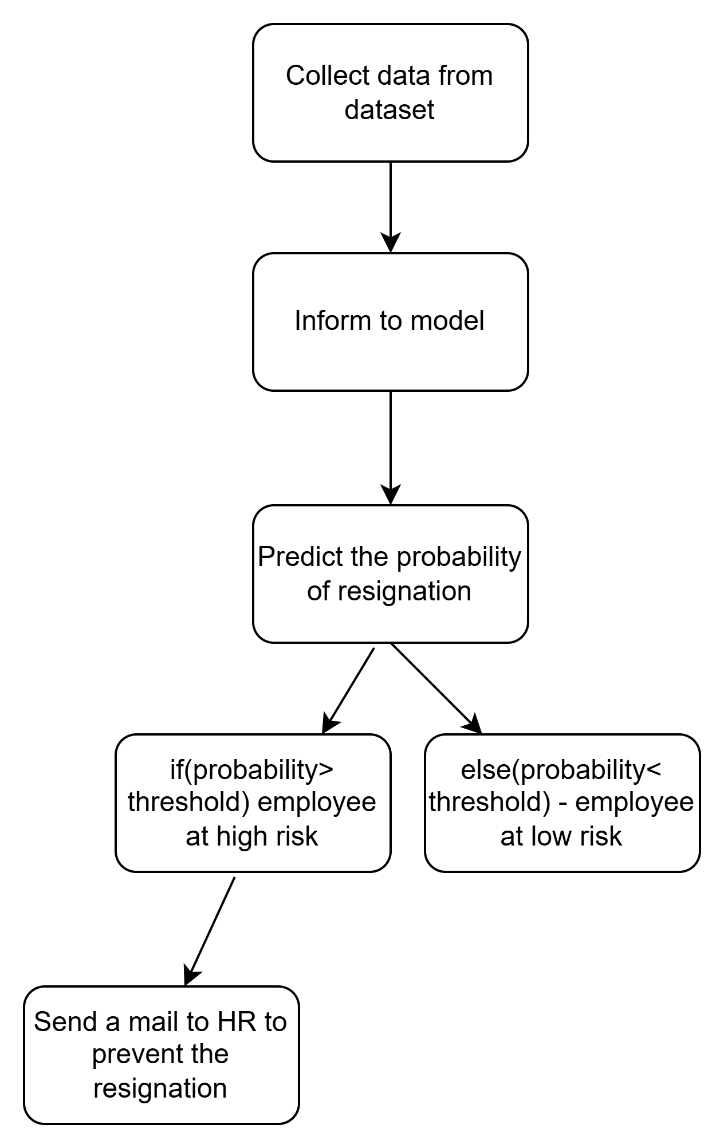 Collect data from
dataset
Inform to model
Predict the probability
of resignation
if(probability>
threshold) employee
at high risk
else(probability<
threshold) - employee
at low risk
Send a mail to HR to
prevent the
resignation